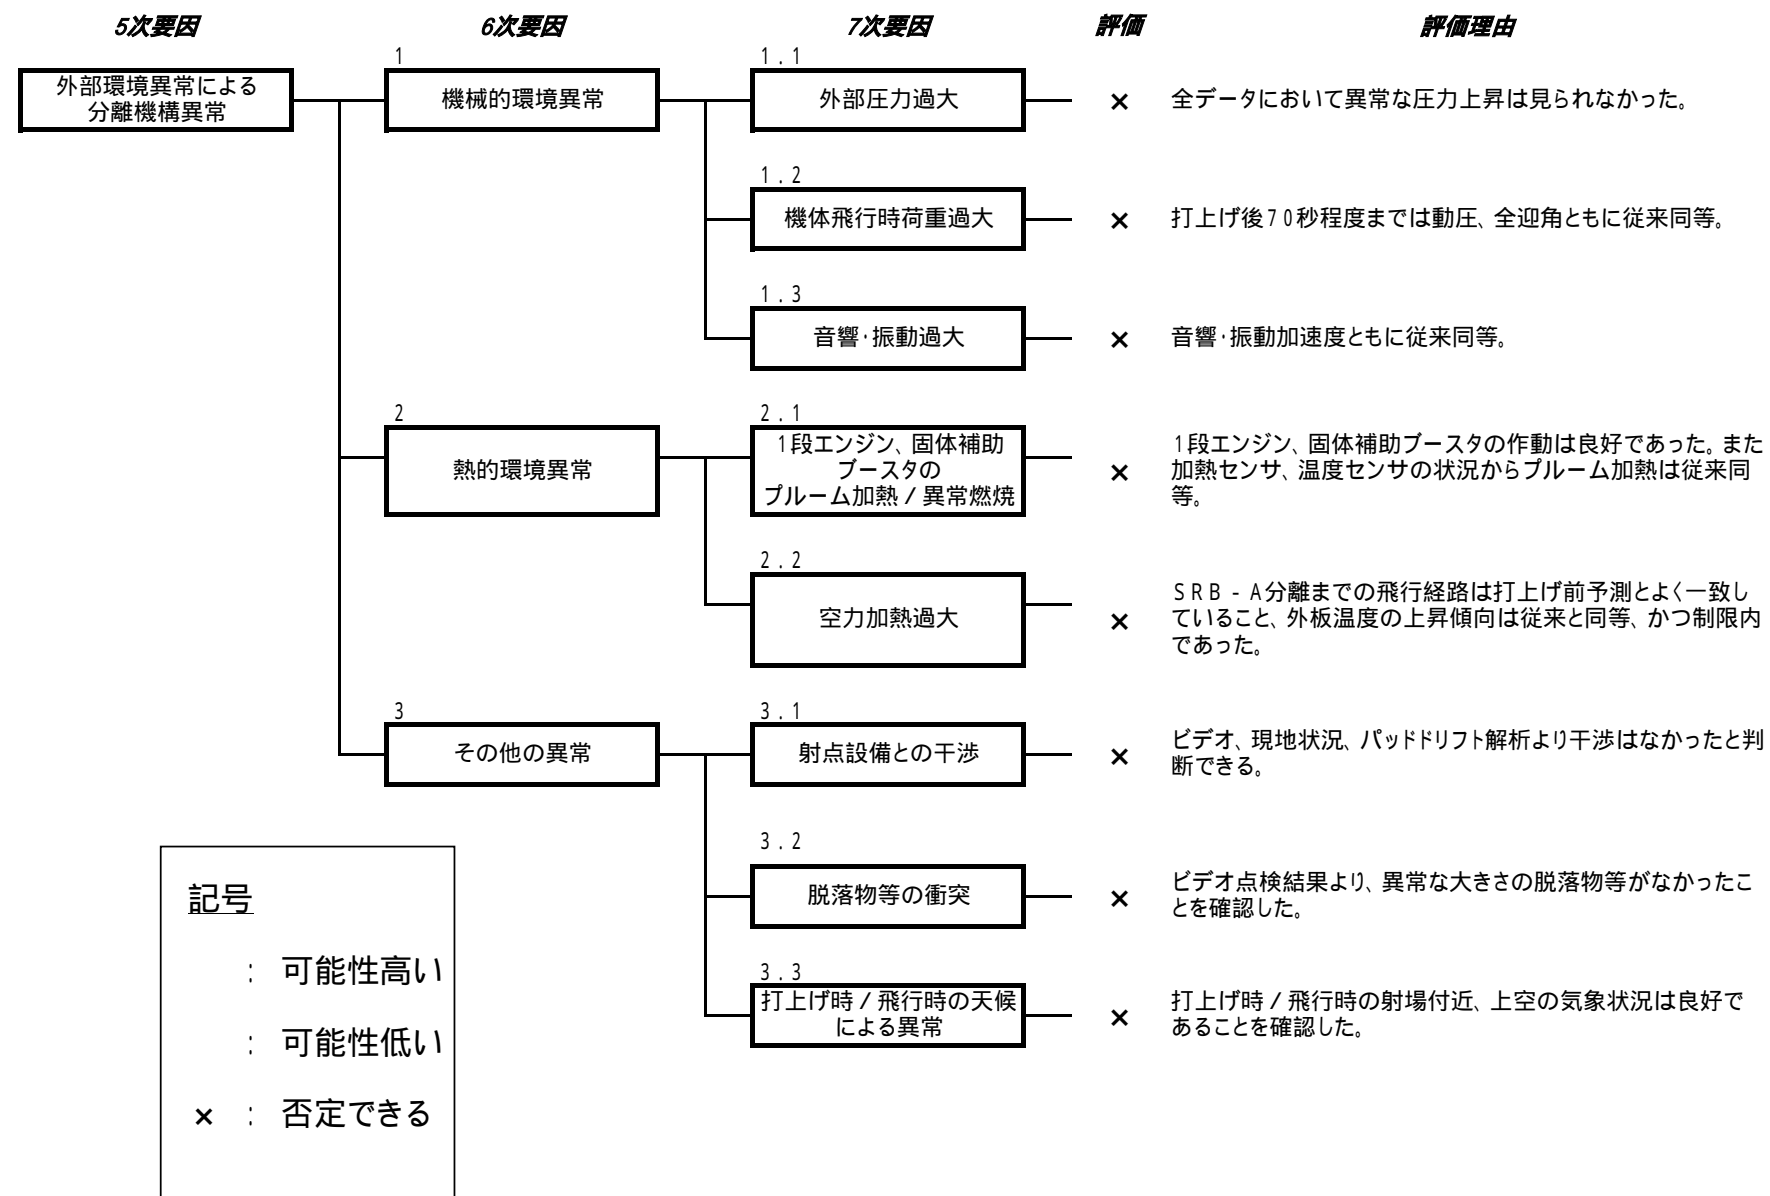 5次要因 6次要因 7次要因 評価 評価理由
外部環境異常による
分離機構異常
1
機械的環境異常
1.1
外部圧力過大
×
全データにおいて異常な圧力上昇は見られなかった。
1.2
機体飛行時荷重過大
×
打上げ後70秒程度までは動圧、全迎角ともに従来同等。
1.3
音響・振動過大
×
音響・振動加速度ともに従来同等。
2
熱的環境異常
2.1
1段エンジン、固体補助
ブースタの
プルーム加熱/異常燃焼
×
1段エンジン、固体補助ブースタの作動は良好であった。また
加熱センサ、温度センサの状況からプルーム加熱は従来同
等。
2.2
空力加熱過大
×
SRB-A分離までの飛行経路は打上げ前予測とよく一致し
ていること、外板温度の上昇傾向は従来と同等、かつ制限内
であった。
3
その他の異常
3.1
射点設備との干渉
×
ビデオ、現地状況、パッドドリフト解析より干渉はなかったと判
断できる。
3.2
脱落物等の衝突
×
ビデオ点検結果より、異常な大きさの脱落物等がなかったこ
とを確認した。
3.3
打上げ時/飛行時の天候
による異常
×
打上げ時/飛行時の射場付近、上空の気象状況は良好で
あることを確認した。
記号
: 可能性高い
: 可能性低い
× : 否定できる